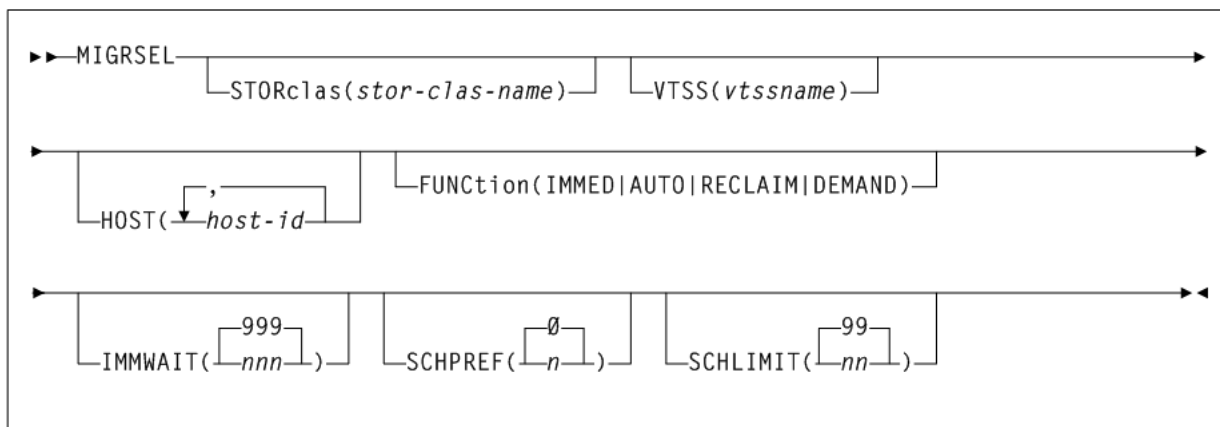 MIGRSEL
STORclas(stor-clas-name)
VTSS(vtssname)
,
HOST(host-id
FUNCtion(IMMED|AUTO|RECLAIM|DEMAND)
999
IMMWAIT(nnn)
Ø
SCHPREF(n)
99
SCHLIMIT(nn)